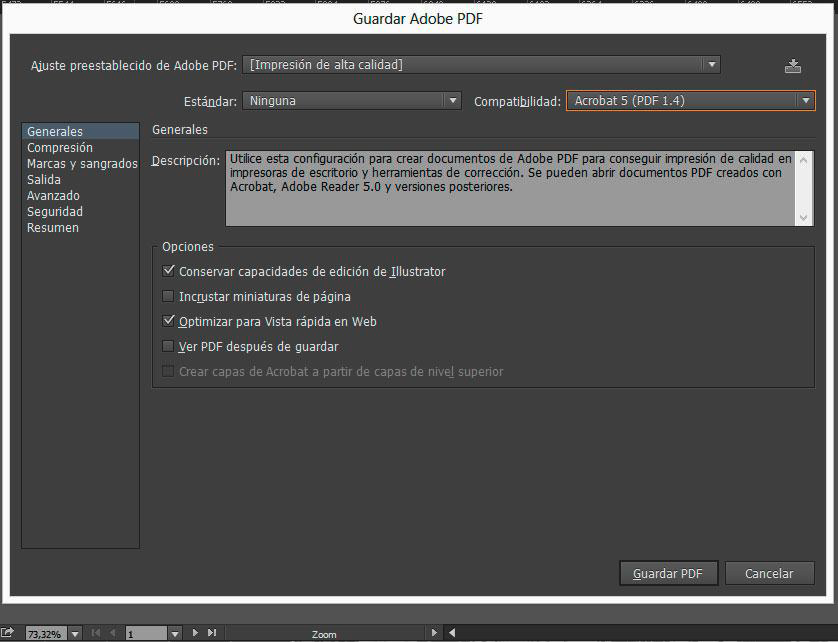 Guardar Adobe PDF
Ajuste preestablecido de Adobe PDF: [Impresión de alta calidad]
Estándar: Ninguna Compatibilidad: Acrobat 5 (PDF 1.4)
Generales
Compresión
Marcas y sangrados
Salida
Avanzado
Seguridad
Resumen
Generales
Descripción: Utilice esta configuración para crear documentos de Adobe PDF para conseguir impresión de calidad en
impresoras de escritorio y herramientas de corrección. Se pueden abrir documentos PDF creados con
Acrobat, Adobe Reader 5.0 y versiones posteriores.
Opciones
Conservar capacidades de edición de Illustrator
Incrustar miniaturas de página
Optimizar para Vista rápida en Web
Ver PDF después de guardar
Crear capas de Acrobat a partir de capas de nivel superior
Guardar PDF Cancelar
73,32% 1 Zoom